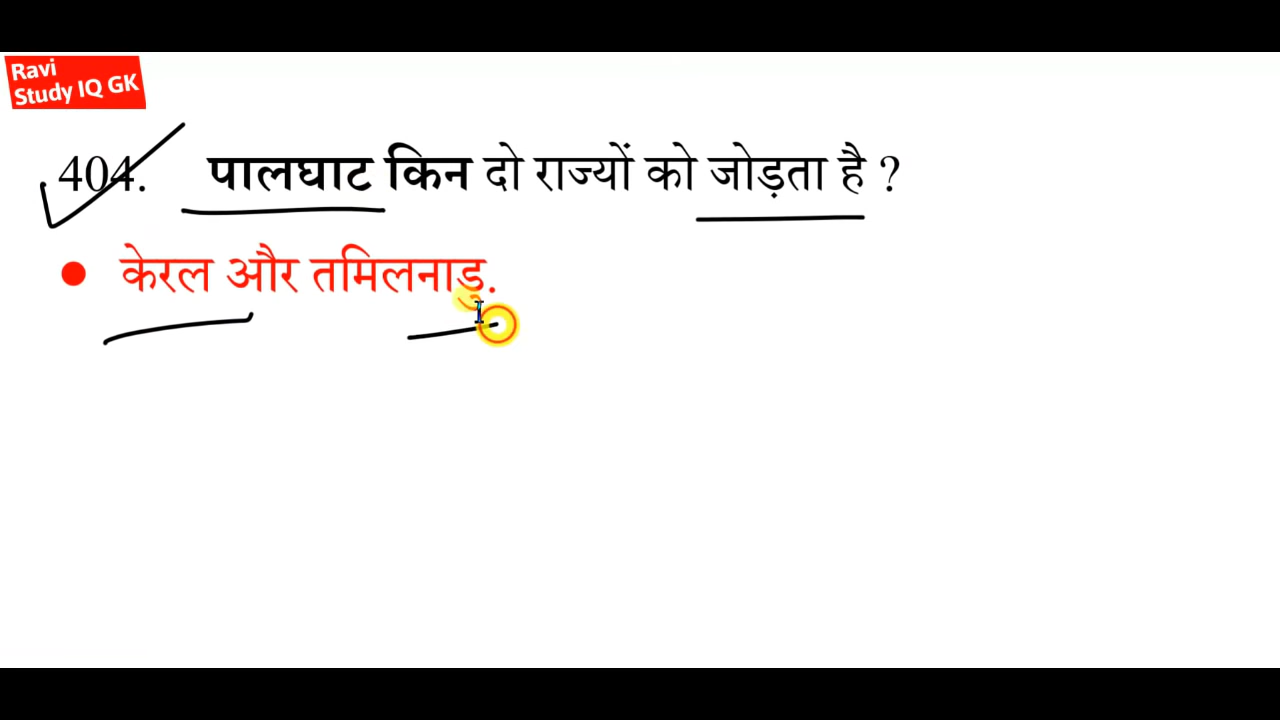 Ravi
Study IQ GK
404. पालघाट किन दो राज्यों को जोड़ता है ?
केरल और तमिलनाडु.